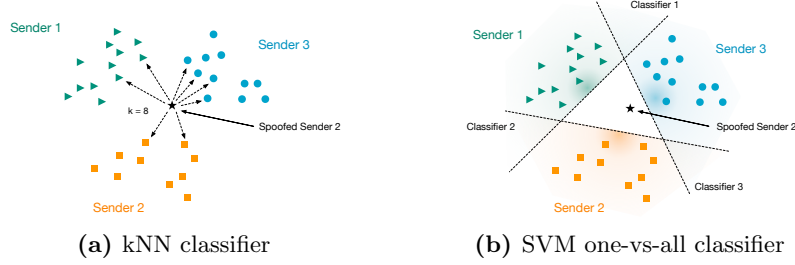 Sender 1
Sender 3
k = 8
Spoofed Sender 2
Sender 2
(a) kNN classifier
Classifier 1
Sender 1
Sender 3
Classifier 2
Spoofed Sender 2
Classifier 3
Sender 2
(b) SVM one-vs-all classifier